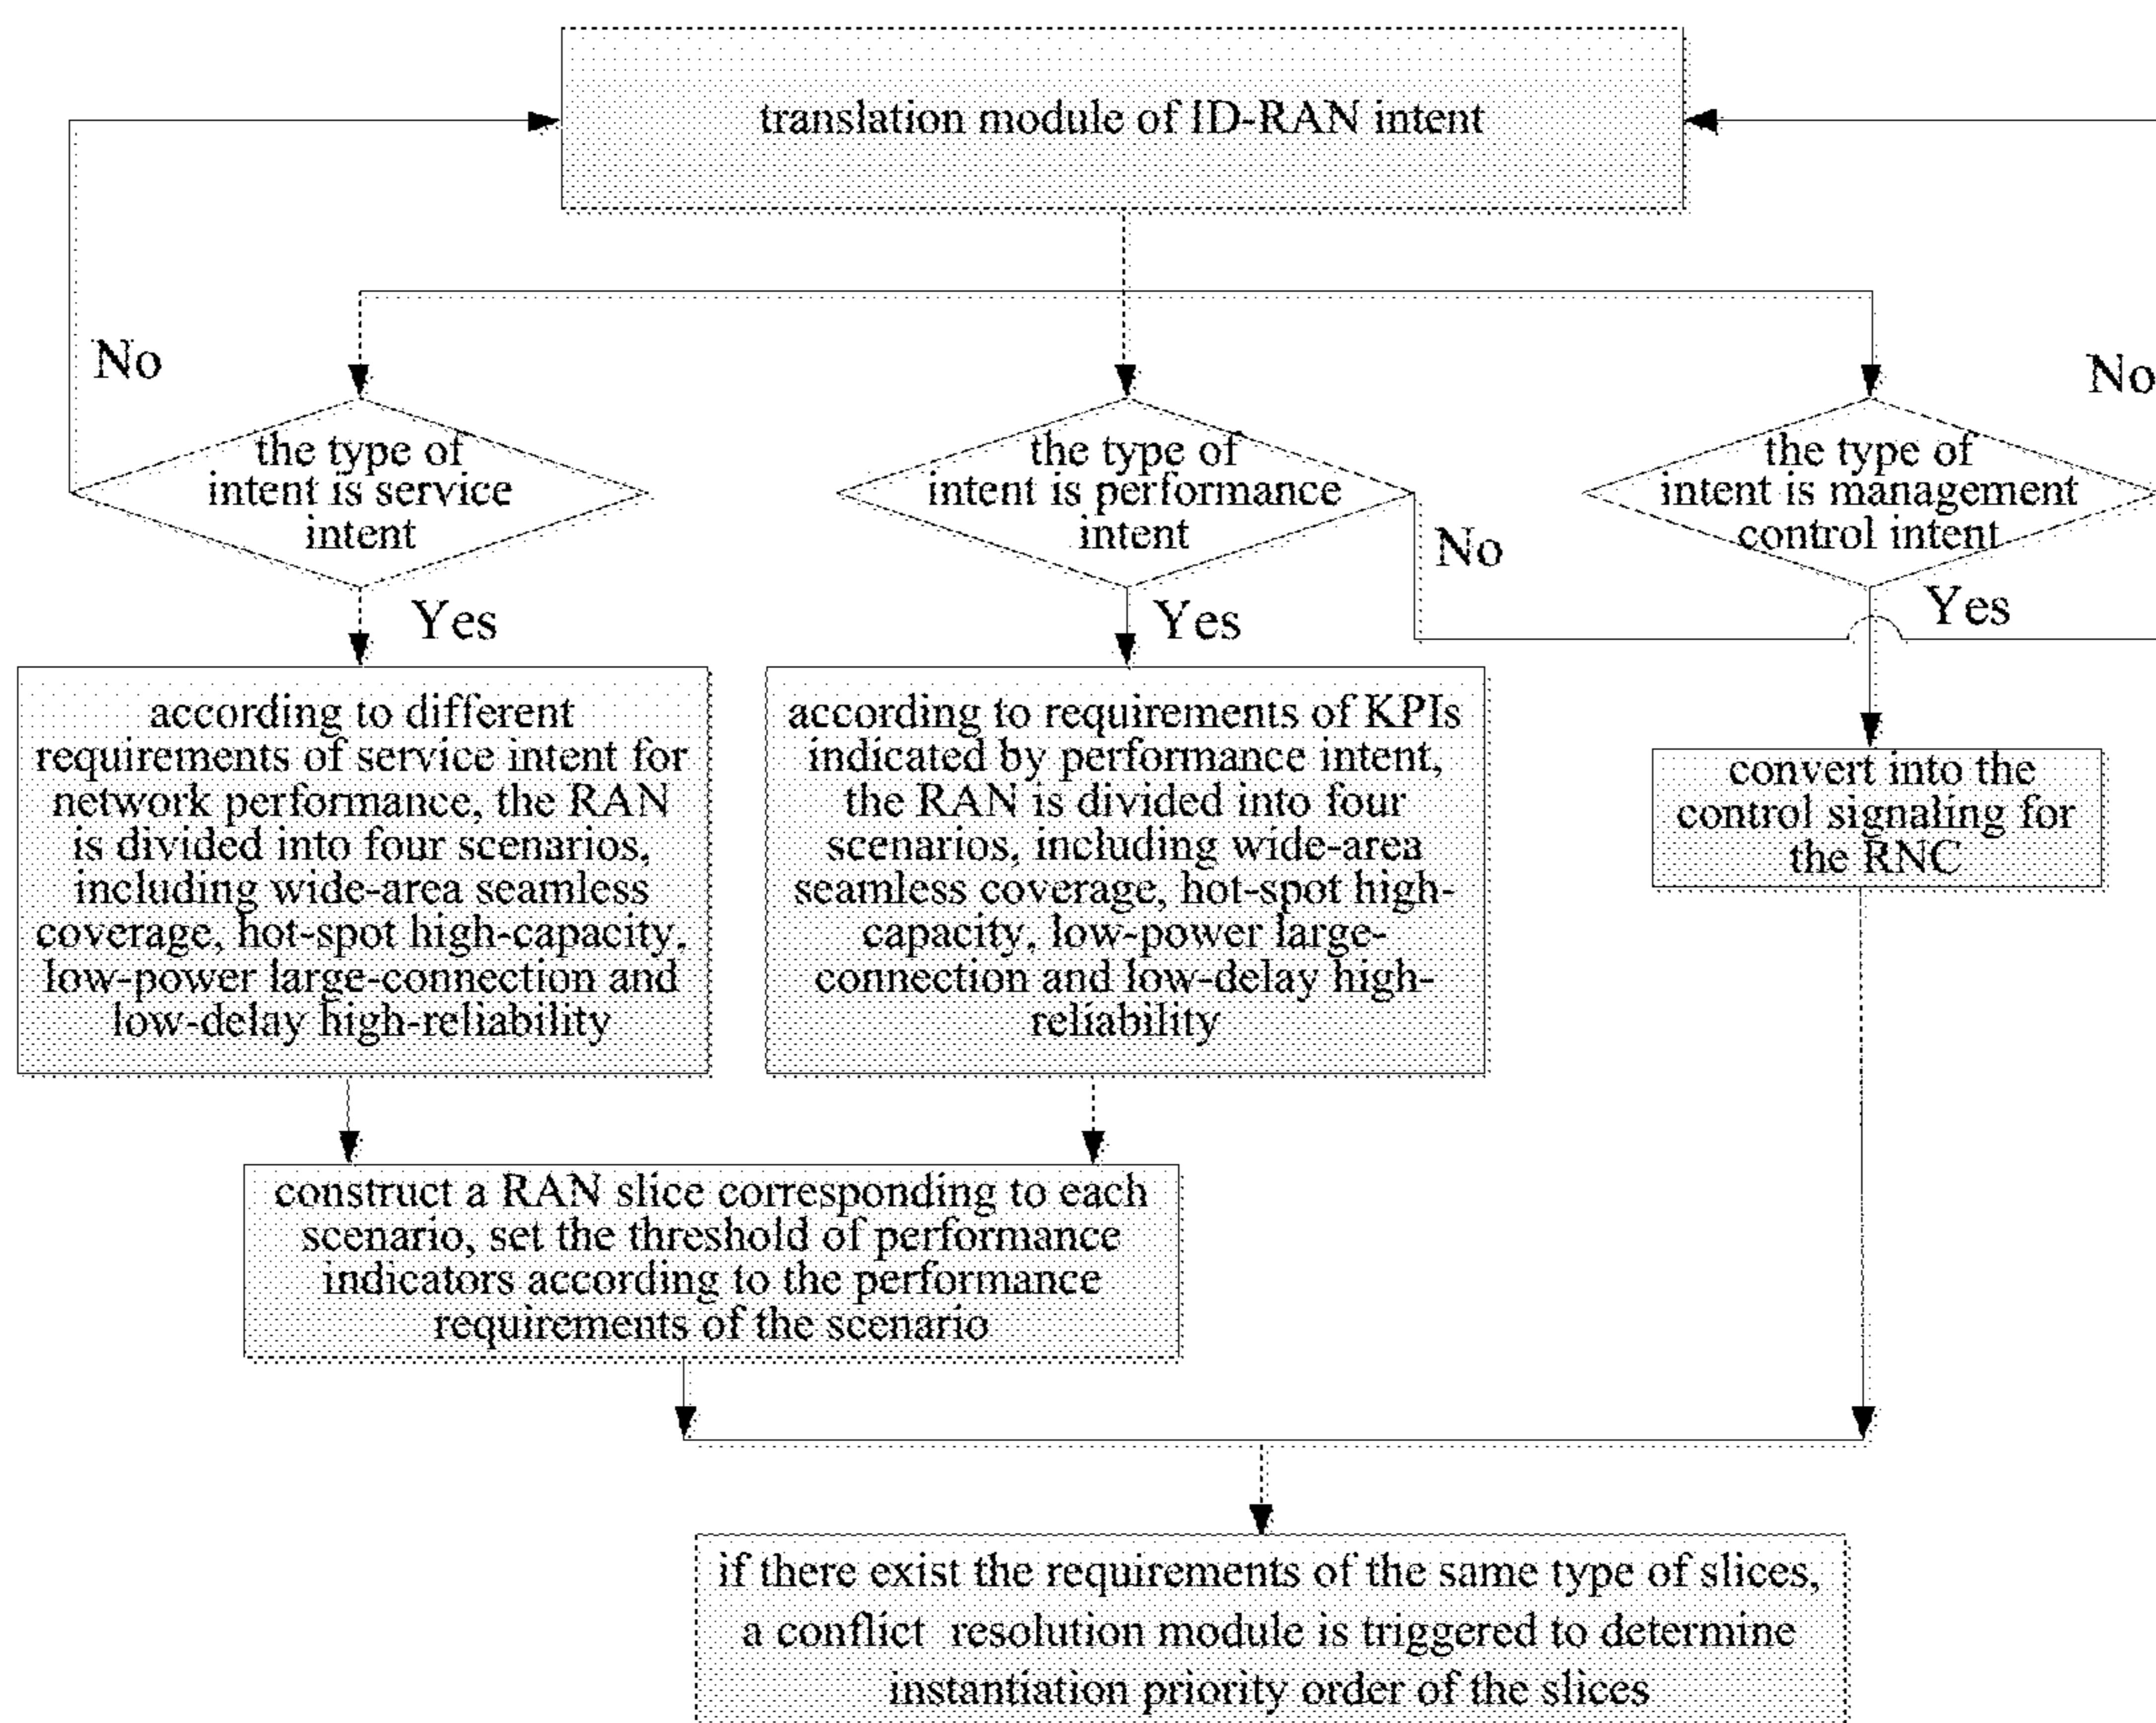 translation module of ID-RAN intent
No
No
the type of
intent is service
intent
the type of
intent is performance
intent
the type of
intent is management
control intent
No
Yes
Yes
Yes
according to different
requirements of service intent for
network performance, the RAN
is divided into four scenarios,
including wide-area seamless
coverage, hot-spot high-capacity,
low-power large-connection and
low-delay high-reliability
according to requirements of KPIs
indicated by performance intent,
the RAN is divided into four
scenarios, including wide-area
seamless coverage, hot-spot high-
capacity, low-power large-
connection and low-delay high-
reliability
convert into the
control signaling for
the RNC
construct a RAN slice corresponding to each
scenario, set the threshold of performance
indicators according to the performance
requirements of the scenario
if there exist the requirements of the same type of slices,
a conflict resolution module is triggered to determine
instantiation priority order of the slices